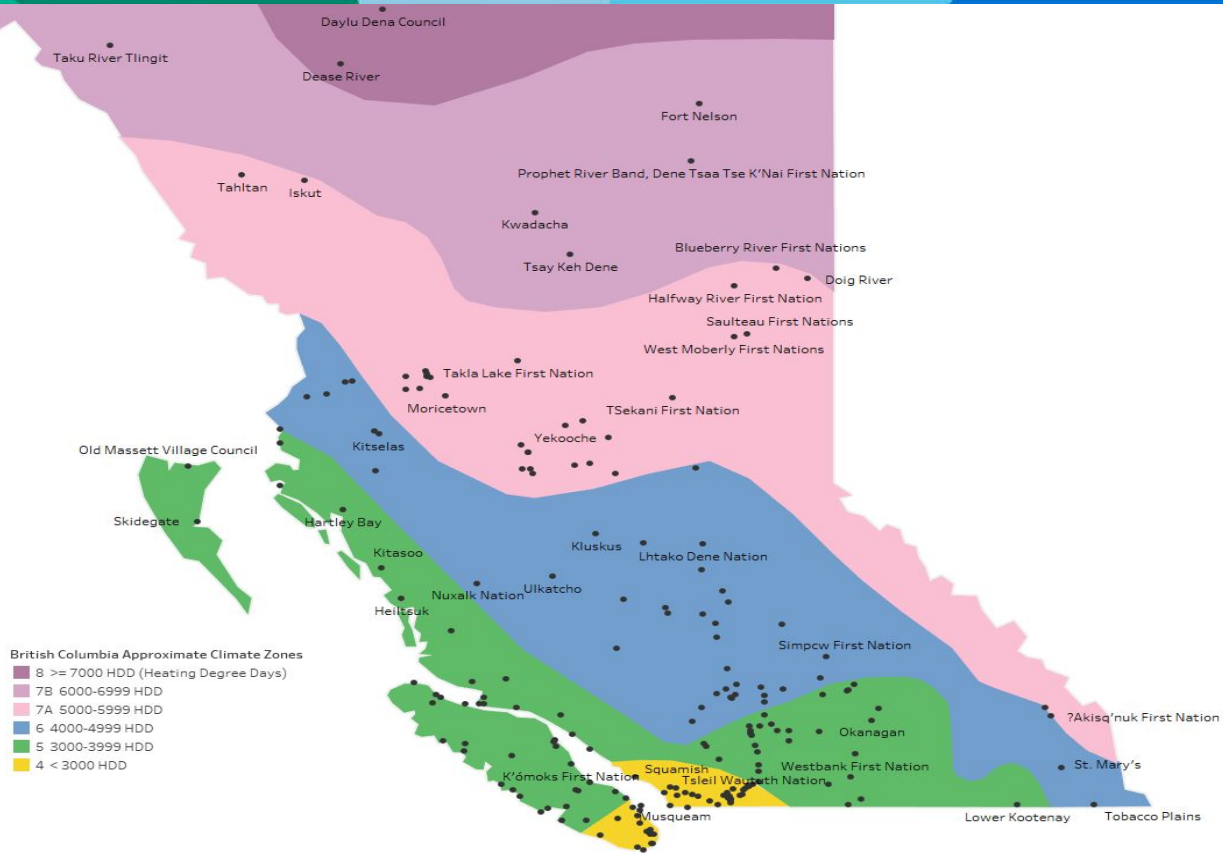 Daylu Dena Council
Taku River Tlingit
Dease River
Fort Nelson
Prophet River Band, Dene Tsaa Tse K'Nai First Nation
Tahltan
Iskut
Kwadacha
Blueberry River First Nations
Tsay Keh Dene
Doig River
Halfway River First Nation
Saulteau First Nations
West Moberly First Nations
Takla Lake First Nation
Moricetown
TSekani First Nation
Yekooche
Kitselas
Old Massett Village Council
Skidegate
Hartley Bay
Kluskus
Lhtako Dene Nation
Kitasoo
Ulkatcho
Nuxalk Nation
Heiltsuk
Simpcw First Nation
British Columbia Approximate Climate Zones
8 >= 7000 HDD (Heating Degree Days)
7B 6000-6999 HDD
7A 5000-5999 HDD
6 4000-4999 HDD
5 3000-3999 HDD
4 < 3000 HDD
?Akisq'nuk First Nation
Okanagan
Westbank First Nation
St. Mary's
Squamish
K'ómoks First Nation
Tsleil Waututh Nation
Musqueam
Lower Kootenay
Tobacco Plains